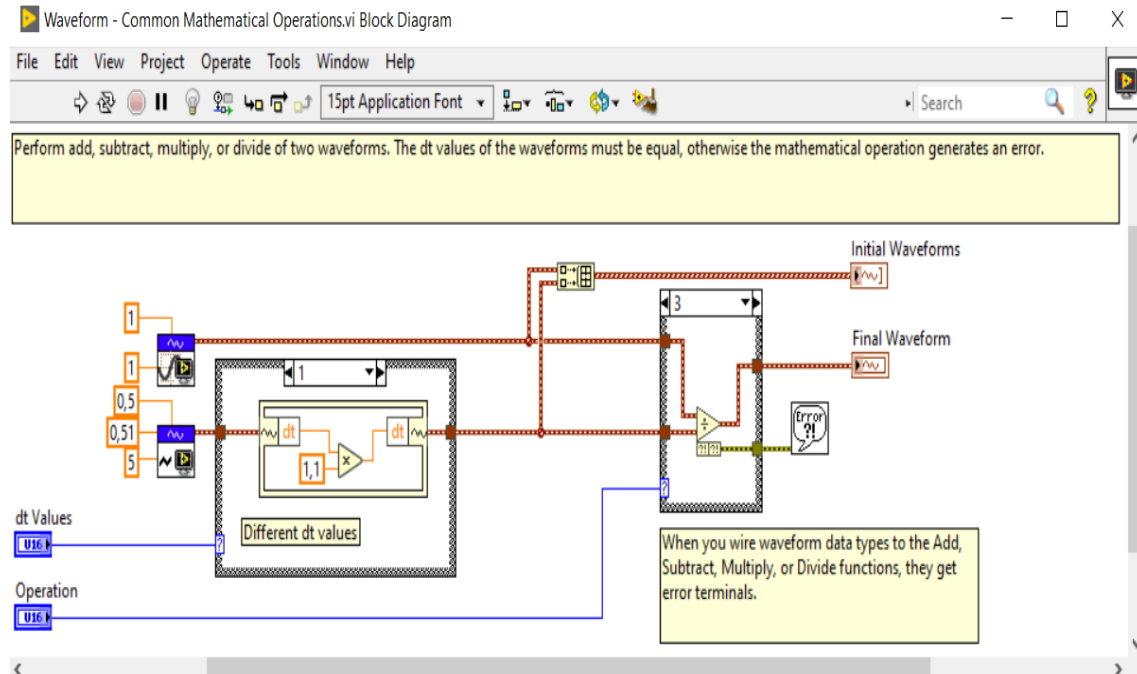 Waveform - Common Mathematical Operations.vi Block Diagram
File Edit View Project Operate Tools Window Help
15pt Application Font
Search
Perform add, subtract, multiply, or divide of two waveforms. The dt values of the waveforms must be equal, otherwise the mathematical operation generates an error.
Initial Waveforms
3
1
Final Waveform
1
1
0,5
Error
?!
0,51
dt
dt
5
1,1
?! ?!
?
dt Values
Different dt values
U16
?
When you wire waveform data types to the Add,
Subtract, Multiply, or Divide functions, they get
error terminals.
Operation
U16